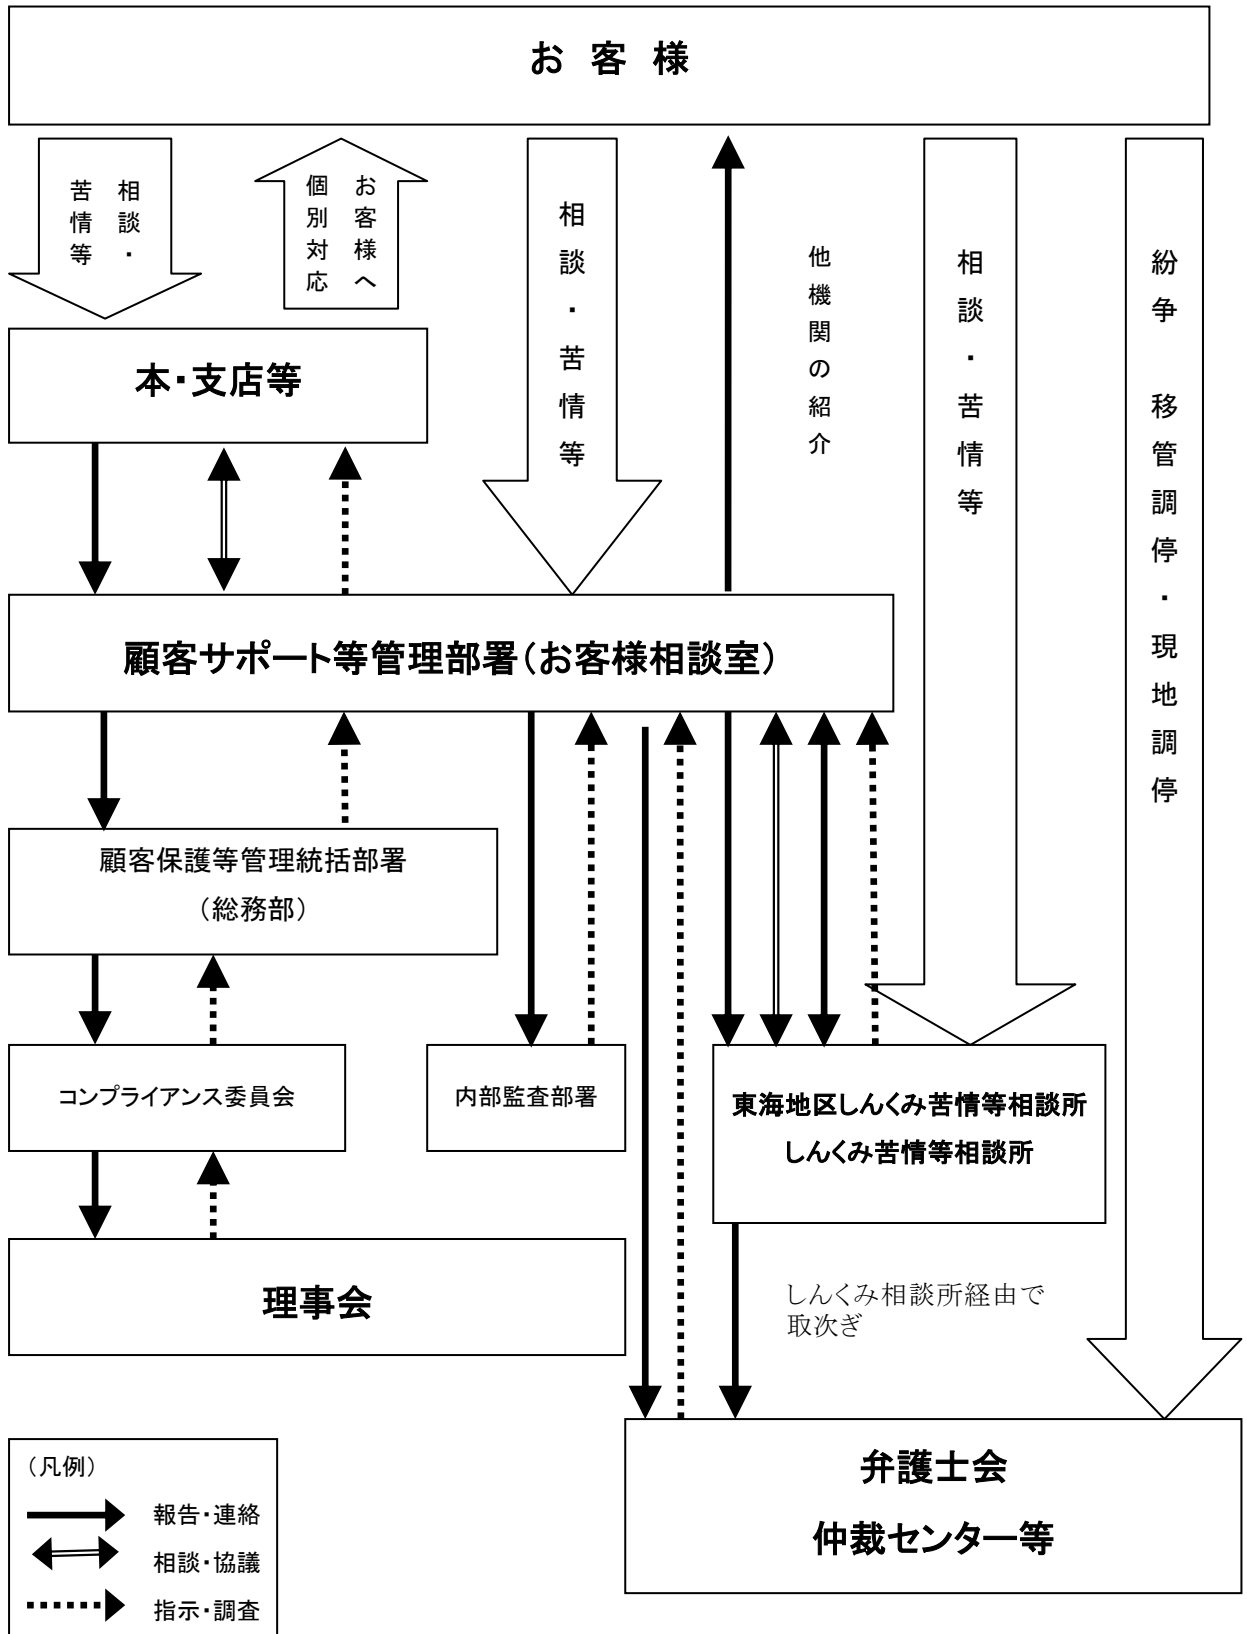 お 客 様
相談・
苦情等
お客様へ
個別対応
相談・苦情等
他機関の紹介
相談・苦情等
紛争 移管調停・現地調停
本・支店等
顧客サポート等管理部署(お客様相談室)
顧客保護等管理統括部署
(総務部)
コンプライアンス委員会
内部監査部署
東海地区しんくみ苦情等相談所
しんくみ苦情等相談所
理事会
しんくみ相談所経由で
取次ぎ
弁護士会
仲裁センター等
(凡例)
報告・連絡
相談・協議
指示・調査